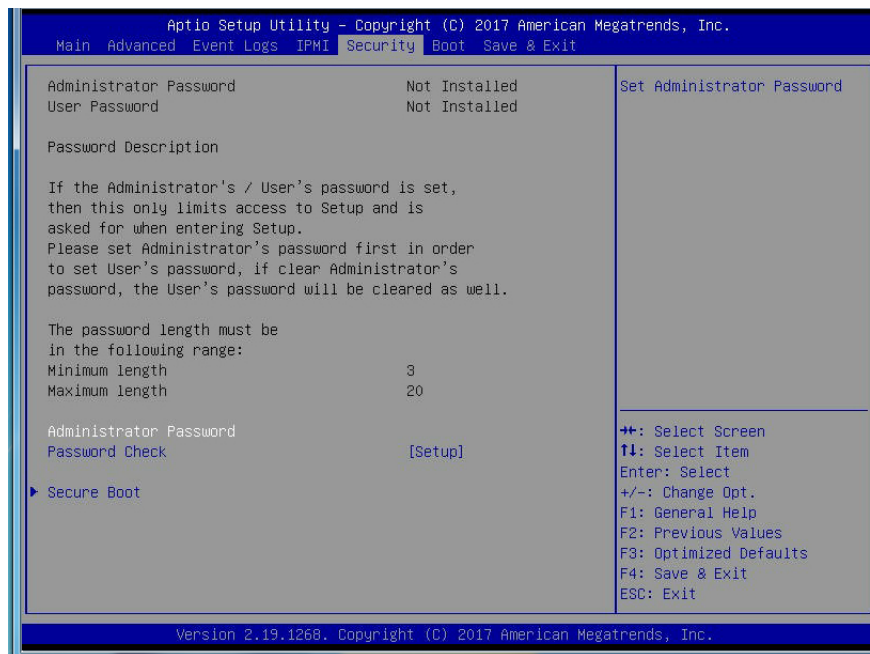 Aptio Setup Utility – Copyright (C) 2017 American Megatrends, Inc.
Main Advanced Event Logs IPMI Security Boot Save & Exit
Administrator Password Not Installed
User Password Not Installed
Password Description
If the Administrator's / User's password is set,
then this only limits access to Setup and is
asked for when entering Setup.
Please set Administrator's password first in order
to set User's password, if clear Administrator's
password, the User's password will be cleared as well.
The password length must be
in the following range:
Minimum length 3
Maximum length 20
Administrator Password
Password Check [Setup]
Secure Boot
Set Administrator Password
→←: Select Screen
↑↓: Select Item
Enter: Select
+/-: Change Opt.
F1: General Help
F2: Previous Values
F3: Optimized Defaults
F4: Save & Exit
ESC: Exit
Version 2.19.1268. Copyright (C) 2017 American Megatrends, Inc.